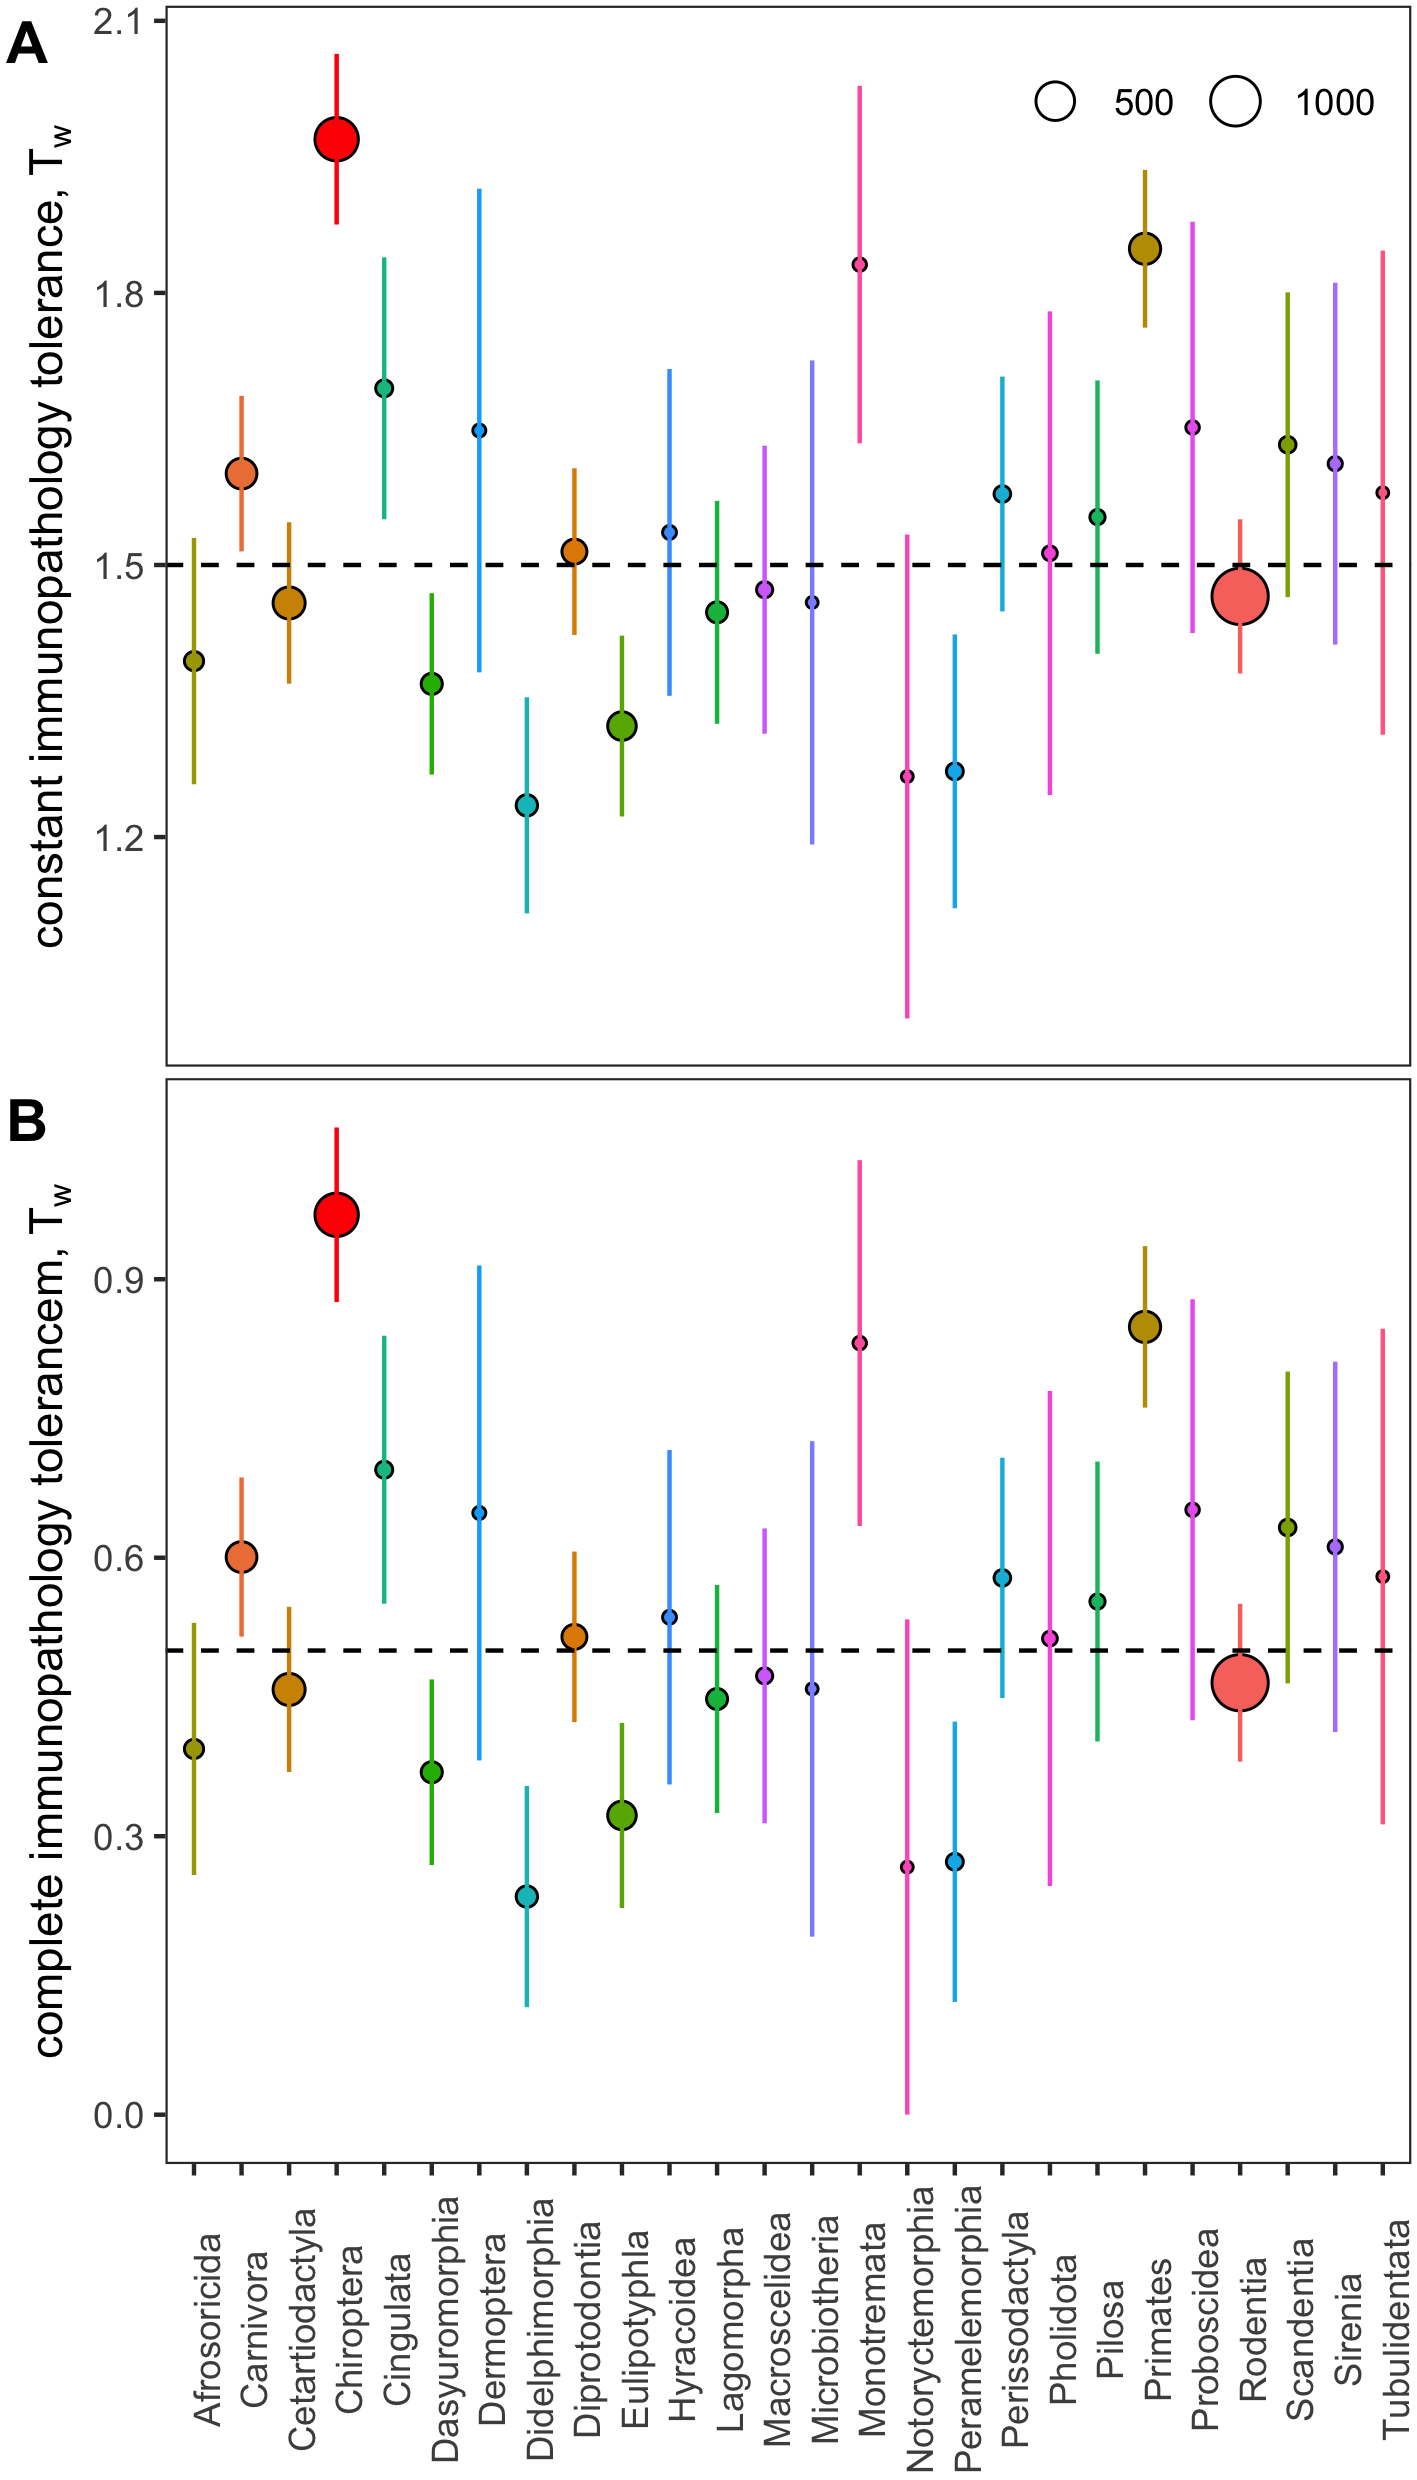 A
constant immunopathology tolerance, Tw
2.1
1.8
1.5
1.2
500
1000
B
complete immunopathology tolerancem, Tw
0.9
0.6
0.3
0.0
Afrosoricida
Carnivora
Cetartiodactyla
Chiroptera
Cingulata
Dasyuromorphia
Dermoptera
Didelphimorphia
Diprotodontia
Eulipotyphla
Hyracoidea
Lagomorpha
Macroscelidea
Microbiotheria
Monotremata
Notoryctemorphia
Peramelemorphia
Perissodactyla
Pholidota
Pilosa
Primates
Proboscidea
Rodentia
Scandentia
Sirenia
Tubulidentata